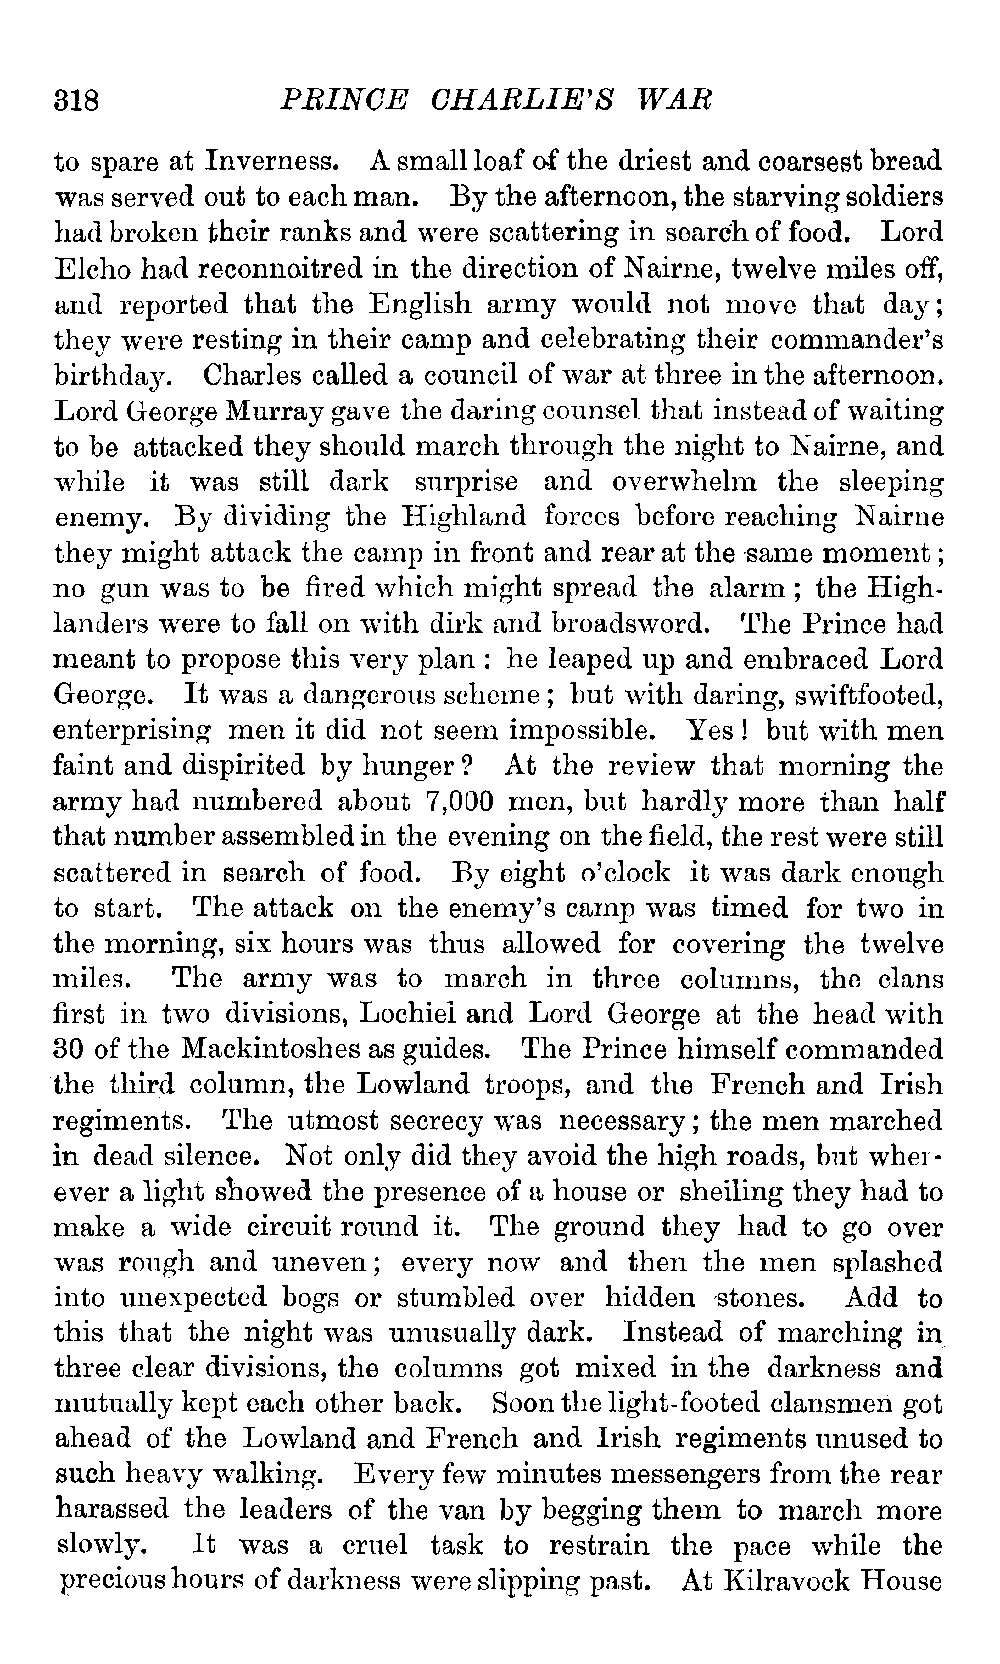 318 PRINCE CHARLIE'S WAR
to spare at Inverness. A small loaf of the driest and coarsest bread
was served out to each man. By the afternoon, the starving soldiers
had broken their ranks and were scattering in search of food. Lord
Elcho had reconnoitred in the direction of Nairne, twelve miles off,
and reported that the English army would not move that day;
they were resting in their camp and celebrating their commander's
birthday. Charles called a council of war at three in the afternoon.
Lord George Murray gave the daring counsel that instead of waiting
to be attacked they should march through the night to Nairne, and
while it was still dark surprise and overwhelm the sleeping
enemy. By dividing the Highland forces before reaching Nairne
they might attack the camp in front and rear at the same moment;
no gun was to be fired which might spread the alarm; the High-
landers were to fall on with dirk and broadsword. The Prince had
meant to propose this very plan: he leaped up and embraced Lord
George. It was a dangerous scheme; but with daring, swiftfooted,
enterprising men it did not seem impossible. Yes! but with men
faint and dispirited by hunger? At the review that morning the
army had numbered about 7,000 men, but hardly more than half
that number assembled in the evening on the field, the rest were still
scattered in search of food. By eight o'clock it was dark enough
to start. The attack on the enemy's camp was timed for two in
the morning, six hours was thus allowed for covering the twelve
miles. The army was to march in three columns, the clans
first in two divisions, Lochiel and Lord George at the head with
30 of the Mackintoshes as guides. The Prince himself commanded
the third column, the Lowland troops, and the French and Irish
regiments. The utmost secrecy was necessary; the men marched
in dead silence. Not only did they avoid the high roads, but wher-
ever a light showed the presence of a house or sheiling they had to
make a wide circuit round it. The ground they had to go over
was rough and uneven; every now and then the men splashed
into unexpected bogs or stumbled over hidden stones. Add to
this that the night was unusually dark. Instead of marching in
three clear divisions, the columns got mixed in the darkness and
mutually kept each other back. Soon the light-footed clansmen got
ahead of the Lowland and French and Irish regiments unused to
such heavy walking. Every few minutes messengers from the rear
harassed the leaders of the van by begging them to march more
slowly. It was a cruel task to restrain the pace while the
precious hours of darkness were slipping past. At Kilravock House